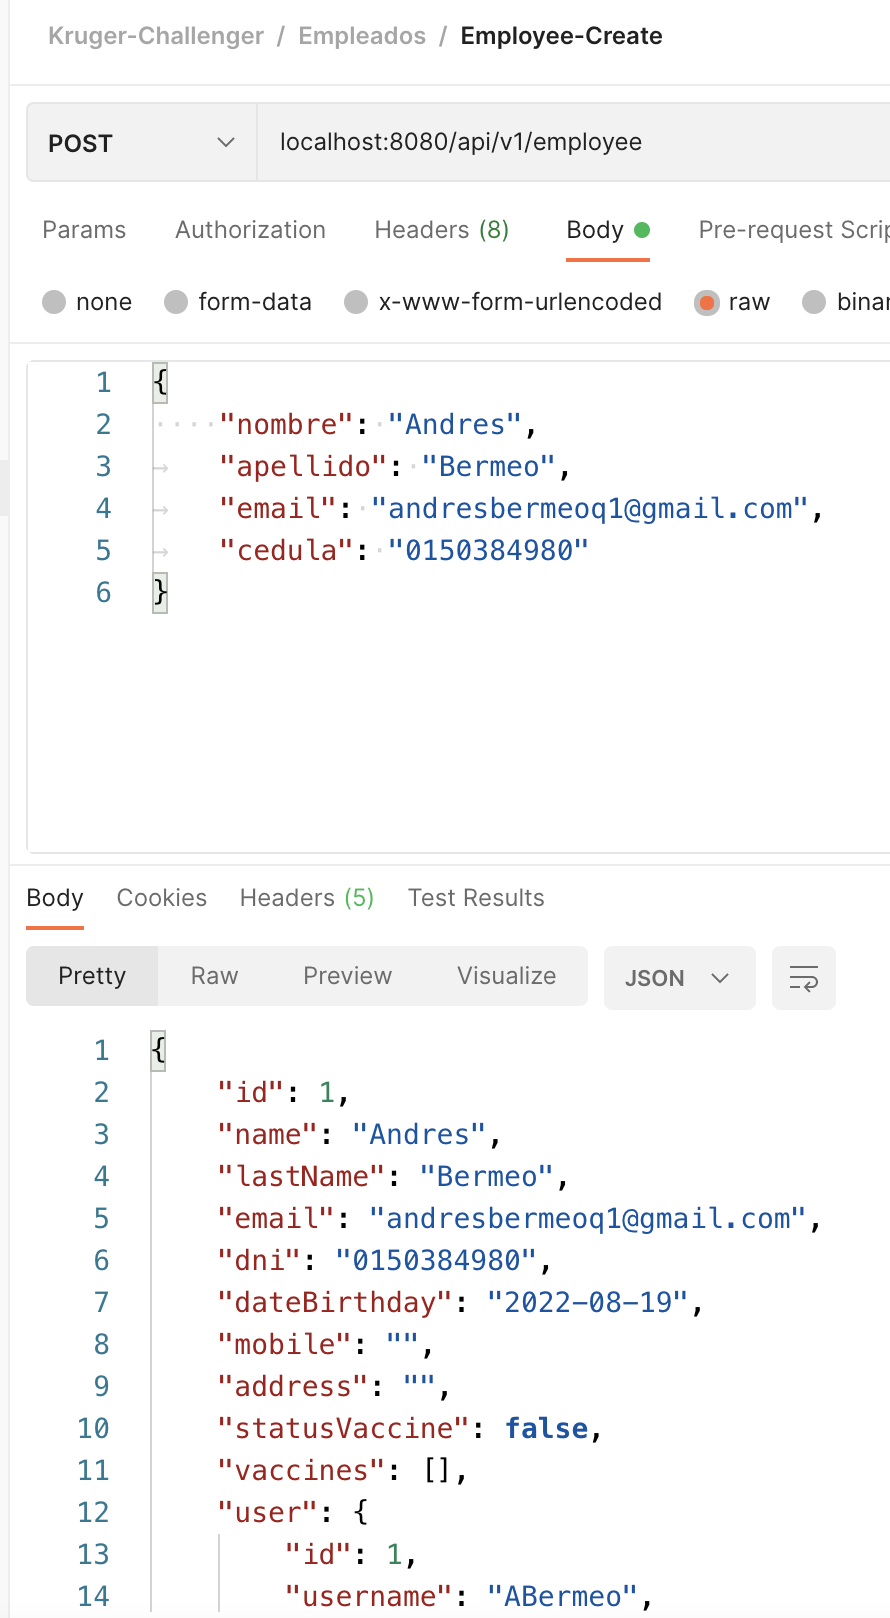 Kruger-Challenger / Empleados / Employee-Create
POST localhost:8080/api/v1/employee
Params Authorization Headers (8) Body Pre-request Scrip
none form-data x-www-form-urlencoded raw binar
1 {
2 "nombre": "Andres",
3 "apellido": "Bermeo",
4 "email": "andresbermeoq1@gmail.com",
5 "cedula": "0150384980"
6 }
Body Cookies Headers (5) Test Results
Pretty Raw Preview Visualize JSON
1 {
2 "id": 1,
3 "name": "Andres",
4 "lastName": "Bermeo",
5 "email": "andresbermeoq1@gmail.com",
6 "dni": "0150384980",
7 "dateBirthday": "2022-08-19",
8 "mobile": "",
9 "address": "",
10 "statusVaccine": false,
11 "vaccines": [],
12 "user": {
13 "id": 1,
14 "username": "ABermeo",